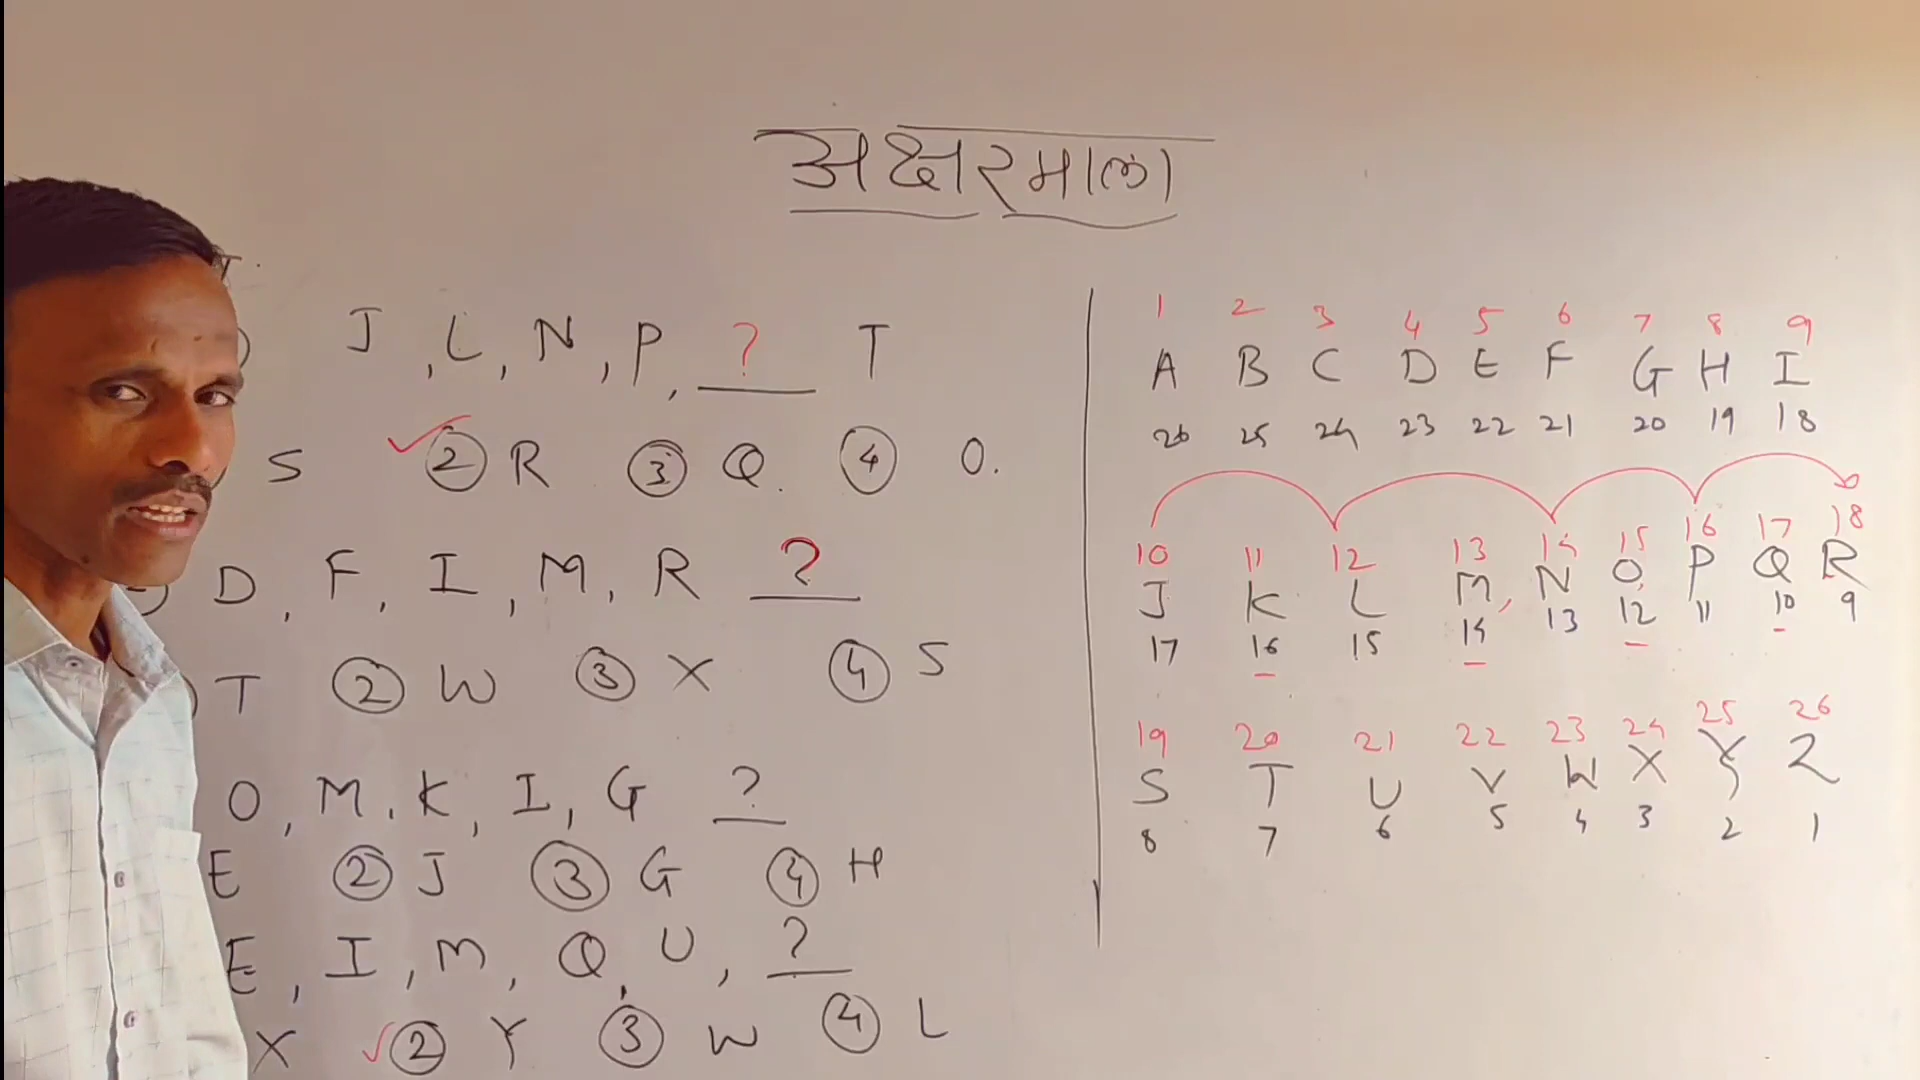 अक्षरमाला
J, L, N, P, ? T
S ② R ③ Q. ④ O.
D, F, I, M, R ?
T ② W ③ X ④ S
O, M, K, I, G ?
E ② J ③ G ④ H
E, I, M, Q, U, ?
X ② Y ③ W ④ L
1 2 3 4 5 6 7 8 9
A B C D E F G H I
26 25 24 23 22 21 20 19 18
10 11 12 13 14 15 16 17 18
J K L M, N O P Q R
17 16 15 14 13 12 11 10 9
19 20 21 22 23 24 25 26
S T U V W X Y Z
8 7 6 5 4 3 2 1